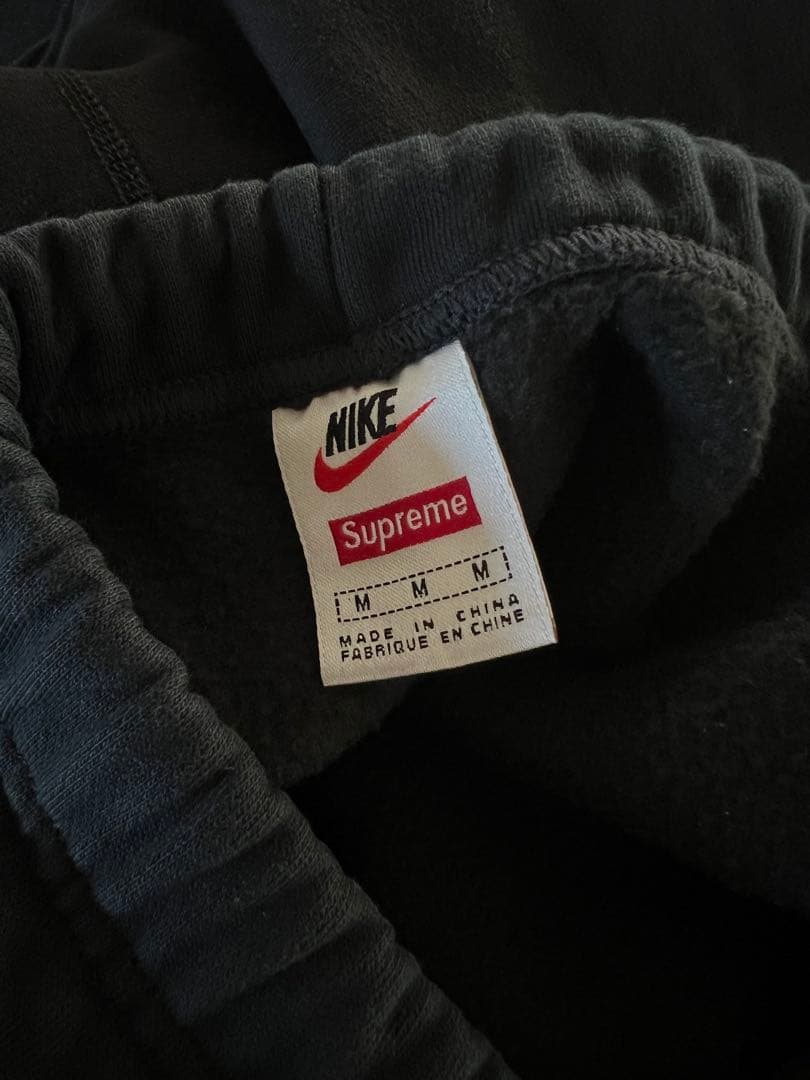 NIKE
Supreme
M M M
MADE IN CHINA
FABRIQUE EN CHINE